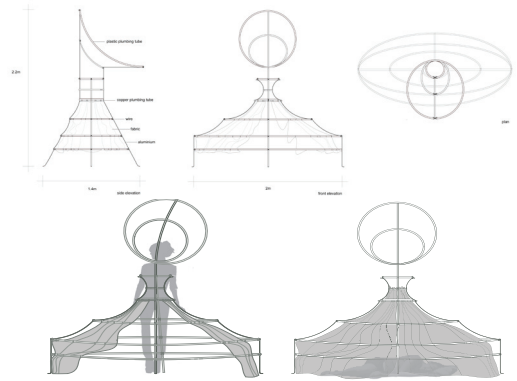 plastic plumbing tube
2.2m
copper plumbing tube
wire
fabric
aluminium
1.4m
side elevation
2m
front elevation
plan